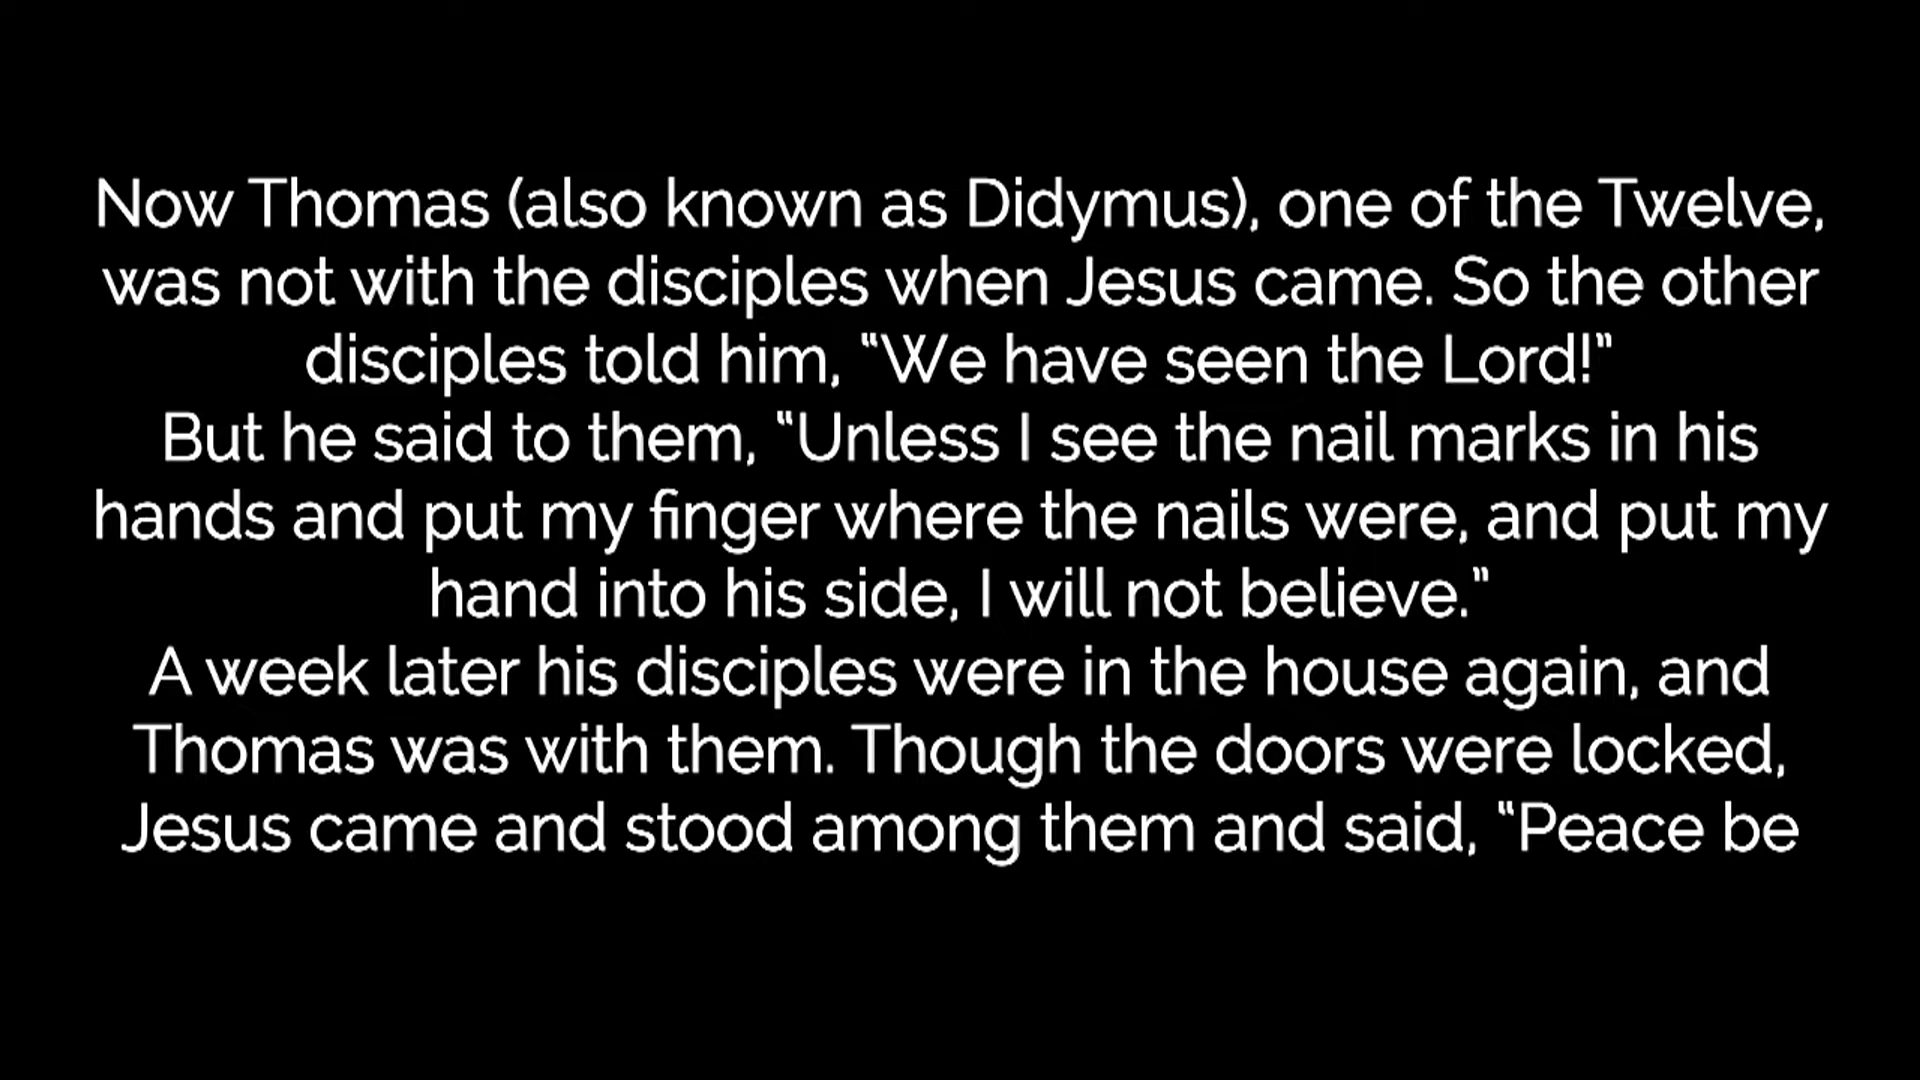 Now Thomas (also known as Didymus), one of the Twelve,
was not with the disciples when Jesus came. So the other
disciples told him, “We have seen the Lord!”
But he said to them, “Unless I see the nail marks in his
hands and put my finger where the nails were, and put my
hand into his side, I will not believe.”
A week later his disciples were in the house again, and
Thomas was with them. Though the doors were locked,
Jesus came and stood among them and said, “Peace be